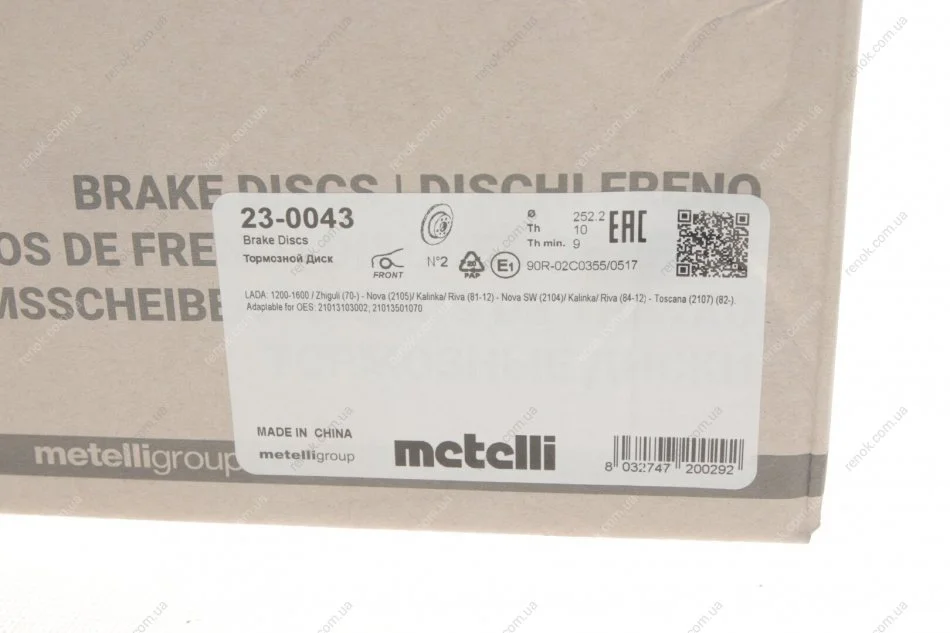 BRAKE DISCS | DISCHI FRENO
OS DE FRE
MSSCHEIBE
23-0043
Brake Discs
Тормозной Диск
FRONT
N°2
20
PAP
E1
ø 252.2
Th 10
Th min. 9
EAC
90R-02C0355/0517
LADA: 1200-1600 / Zhiguli (70-) - Nova (2105)/ Kalinka/ Riva (81-12) - Nova SW (2104)/ Kalinka/ Riva (84-12) - Toscana (2107) (82-).
Adaptable for OES: 21013103002, 21013501070
MADE IN CHINA
metelligroup
metelli
8 032747 200292
metelligroup
renok.com.ua